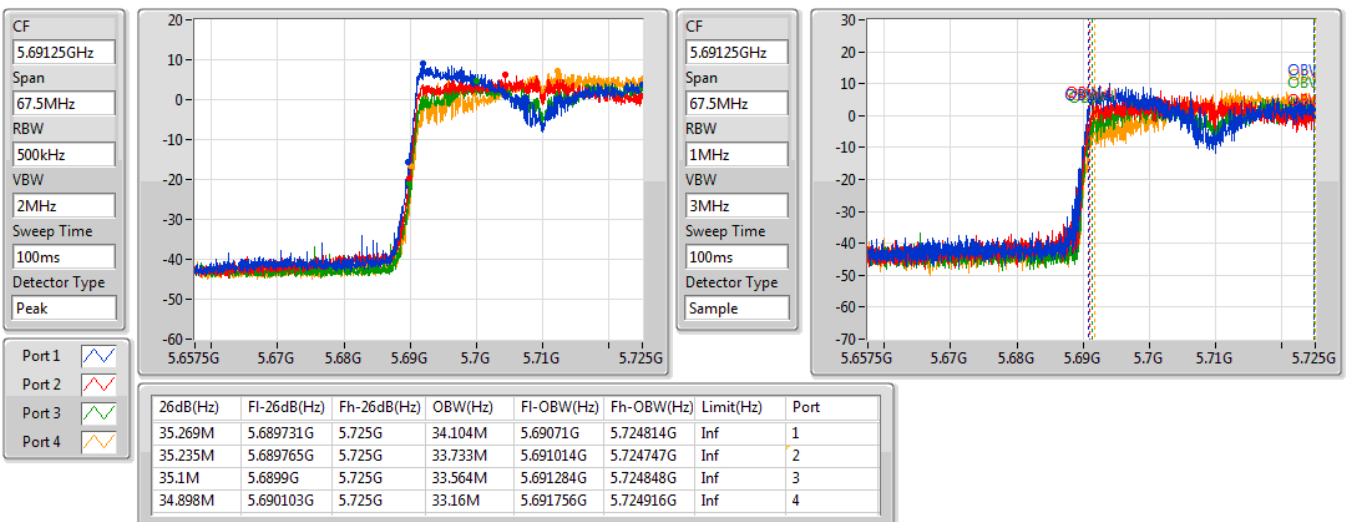 CF
5.69125GHz
Span
67.5MHz
RBW
500kHz
VBW
2MHz
Sweep Time
100ms
Detector Type
Peak
20
10
0
-10
-20
-30
-40
-50
-60
5.6575G 5.67G 5.68G 5.69G 5.7G 5.71G 5.725G
CF
5.69125GHz
Span
67.5MHz
RBW
1MHz
VBW
3MHz
Sweep Time
100ms
Detector Type
Sample
30
20
10
0
-10
-20
-30
-40
-50
-60
-70
5.6575G 5.67G 5.68G 5.69G 5.7G 5.71G 5.725G
Port 1
Port 2
Port 3
Port 4
26dB(Hz) Fl-26dB(Hz) Fh-26dB(Hz) OBW(Hz) Fl-OBW(Hz) Fh-OBW(Hz) Limit(Hz) Port
35.269M 5.689731G 5.725G 34.104M 5.69071G 5.724814G Inf 1
35.235M 5.689765G 5.725G 33.733M 5.691014G 5.724747G Inf 2
35.1M 5.6899G 5.725G 33.564M 5.691284G 5.724848G Inf 3
34.898M 5.690103G 5.725G 33.16M 5.691756G 5.724916G Inf 4